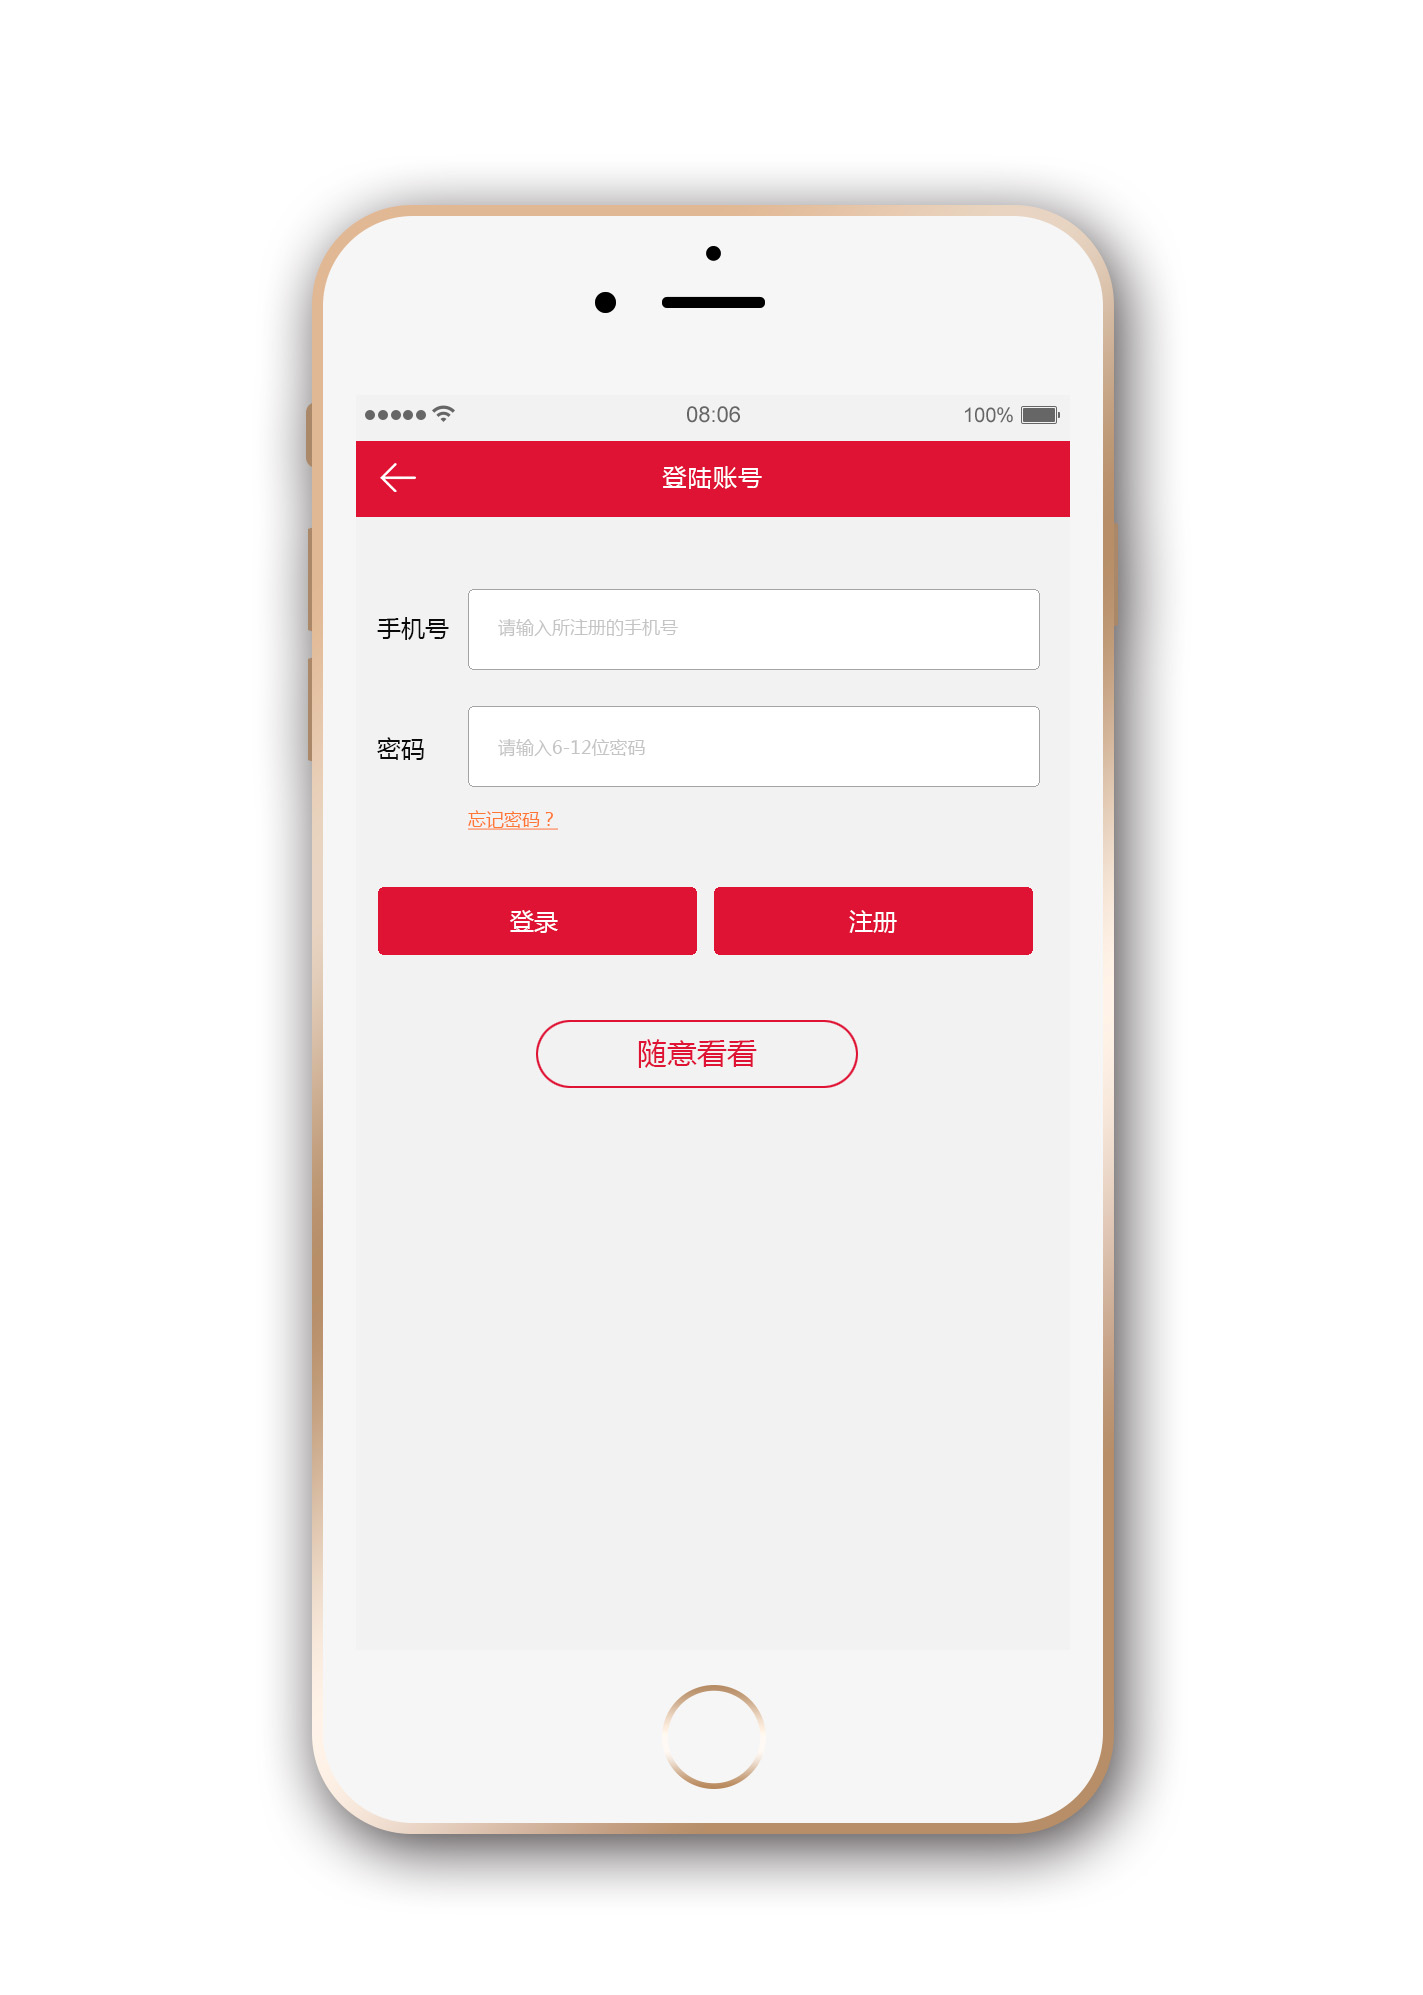 08:06 100%
登陆账号
手机号 请输入所注册的手机号
密码 请输入6-12位密码
忘记密码？
登录 注册
随意看看